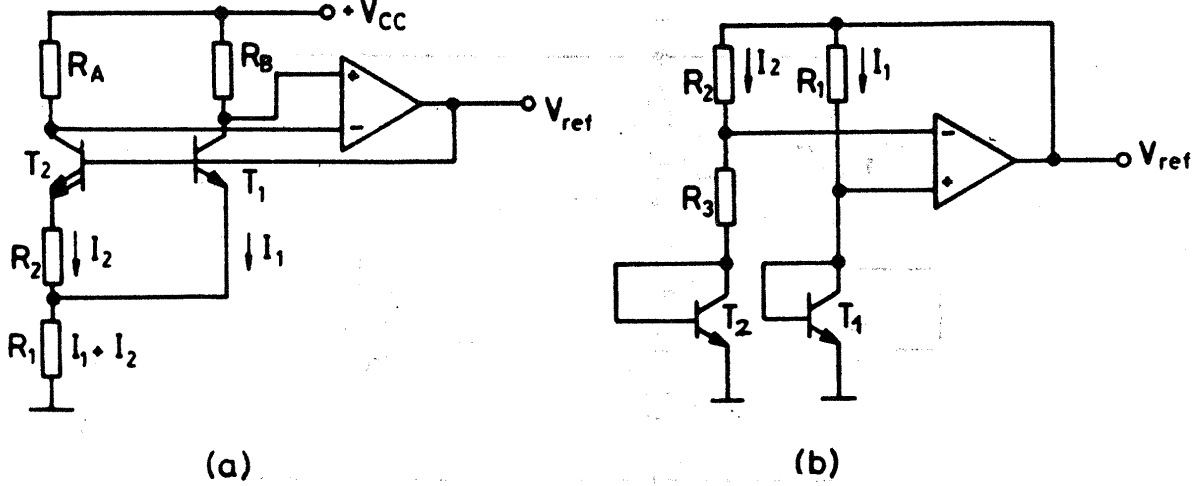 + VCC
RA
RB
+
-
Vref
T2
T1
R2
I2
I1
R1
I1 + I2
(a)
R2
I2
R1
I1
-
+
Vref
R3
T2
T1
(b)